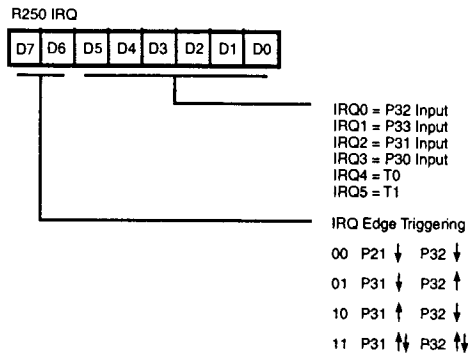 R250 IRQ
D7 D6 D5 D4 D3 D2 D1 D0
IRQ0 = P32 Input
IRQ1 = P33 Input
IRQ2 = P31 Input
IRQ3 = P30 Input
IRQ4 = T0
IRQ5 = T1
IRQ Edge Triggering
00 P21 ↓ P32 ↓
01 P31 ↓ P32 ↑
10 P31 ↑ P32 ↓
11 P31 ↑↓ P32 ↑↓